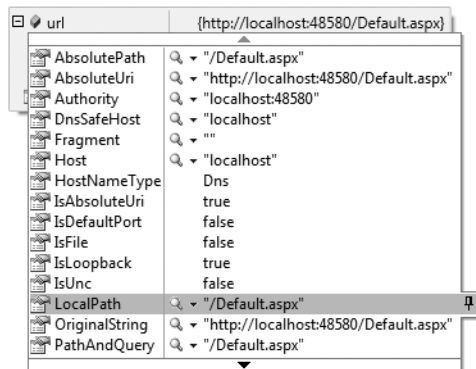 url {http://localhost:48580/Default.aspx}
AbsolutePath "/Default.aspx"
AbsoluteUri "http://localhost:48580/Default.aspx"
Authority "localhost:48580"
DnsSafeHost "localhost"
Fragment ""
Host "localhost"
HostNameType Dns
IsAbsoluteUri true
IsDefaultPort false
IsFile false
IsLoopback true
IsUnc false
LocalPath "/Default.aspx"
OriginalString "http://localhost:48580/Default.aspx"
PathAndQuery "/Default.aspx"